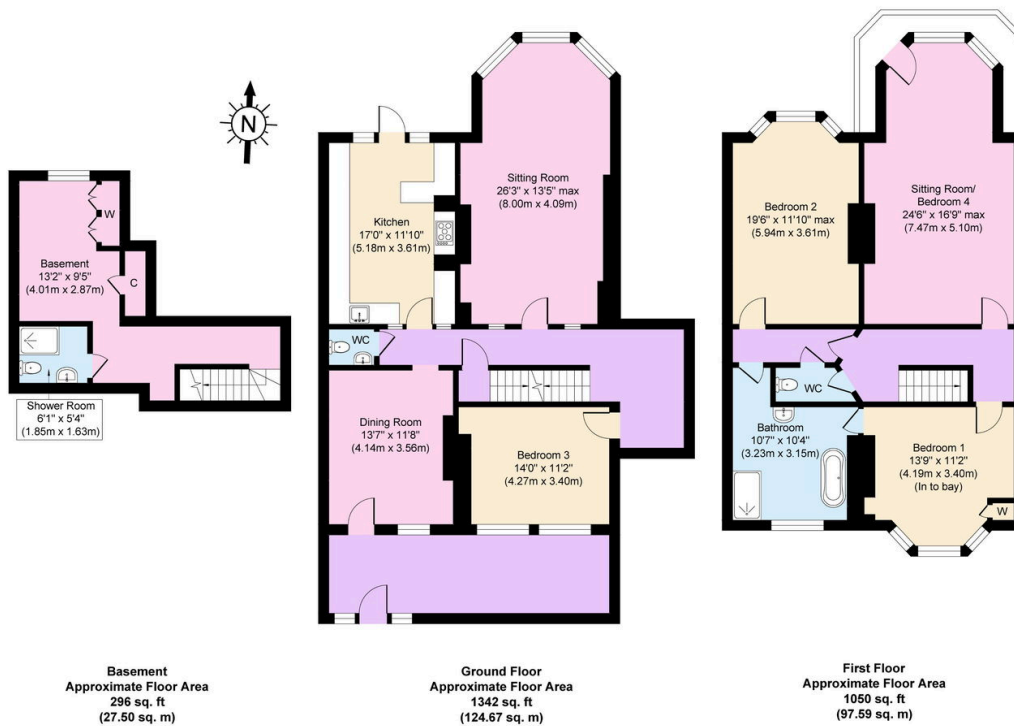 N
W
Basement
13'2" x 9'5"
(4.01m x 2.87m)
C
Shower Room
6'1" x 5'4"
(1.85m x 1.63m)
Basement
Approximate Floor Area
296 sq. ft
(27.50 sq. m)
Sitting Room
26'3" x 13'5" max
(8.00m x 4.09m)
Kitchen
17'0" x 11'10"
(5.18m x 3.61m)
WC
Dining Room
13'7" x 11'8"
(4.14m x 3.56m)
Bedroom 3
14'0" x 11'2"
(4.27m x 3.40m)
Ground Floor
Approximate Floor Area
1342 sq. ft
(124.67 sq. m)
Bedroom 2
19'6" x 11'10" max
(5.94m x 3.61m)
Sitting Room/
Bedroom 4
24'6" x 16'9" max
(7.47m x 5.10m)
WC
Bathroom
10'7" x 10'4"
(3.23m x 3.15m)
Bedroom 1
13'9" x 11'2"
(4.19m x 3.40m)
(In to bay)
W
First Floor
Approximate Floor Area
1050 sq. ft
(97.59 sq. m)